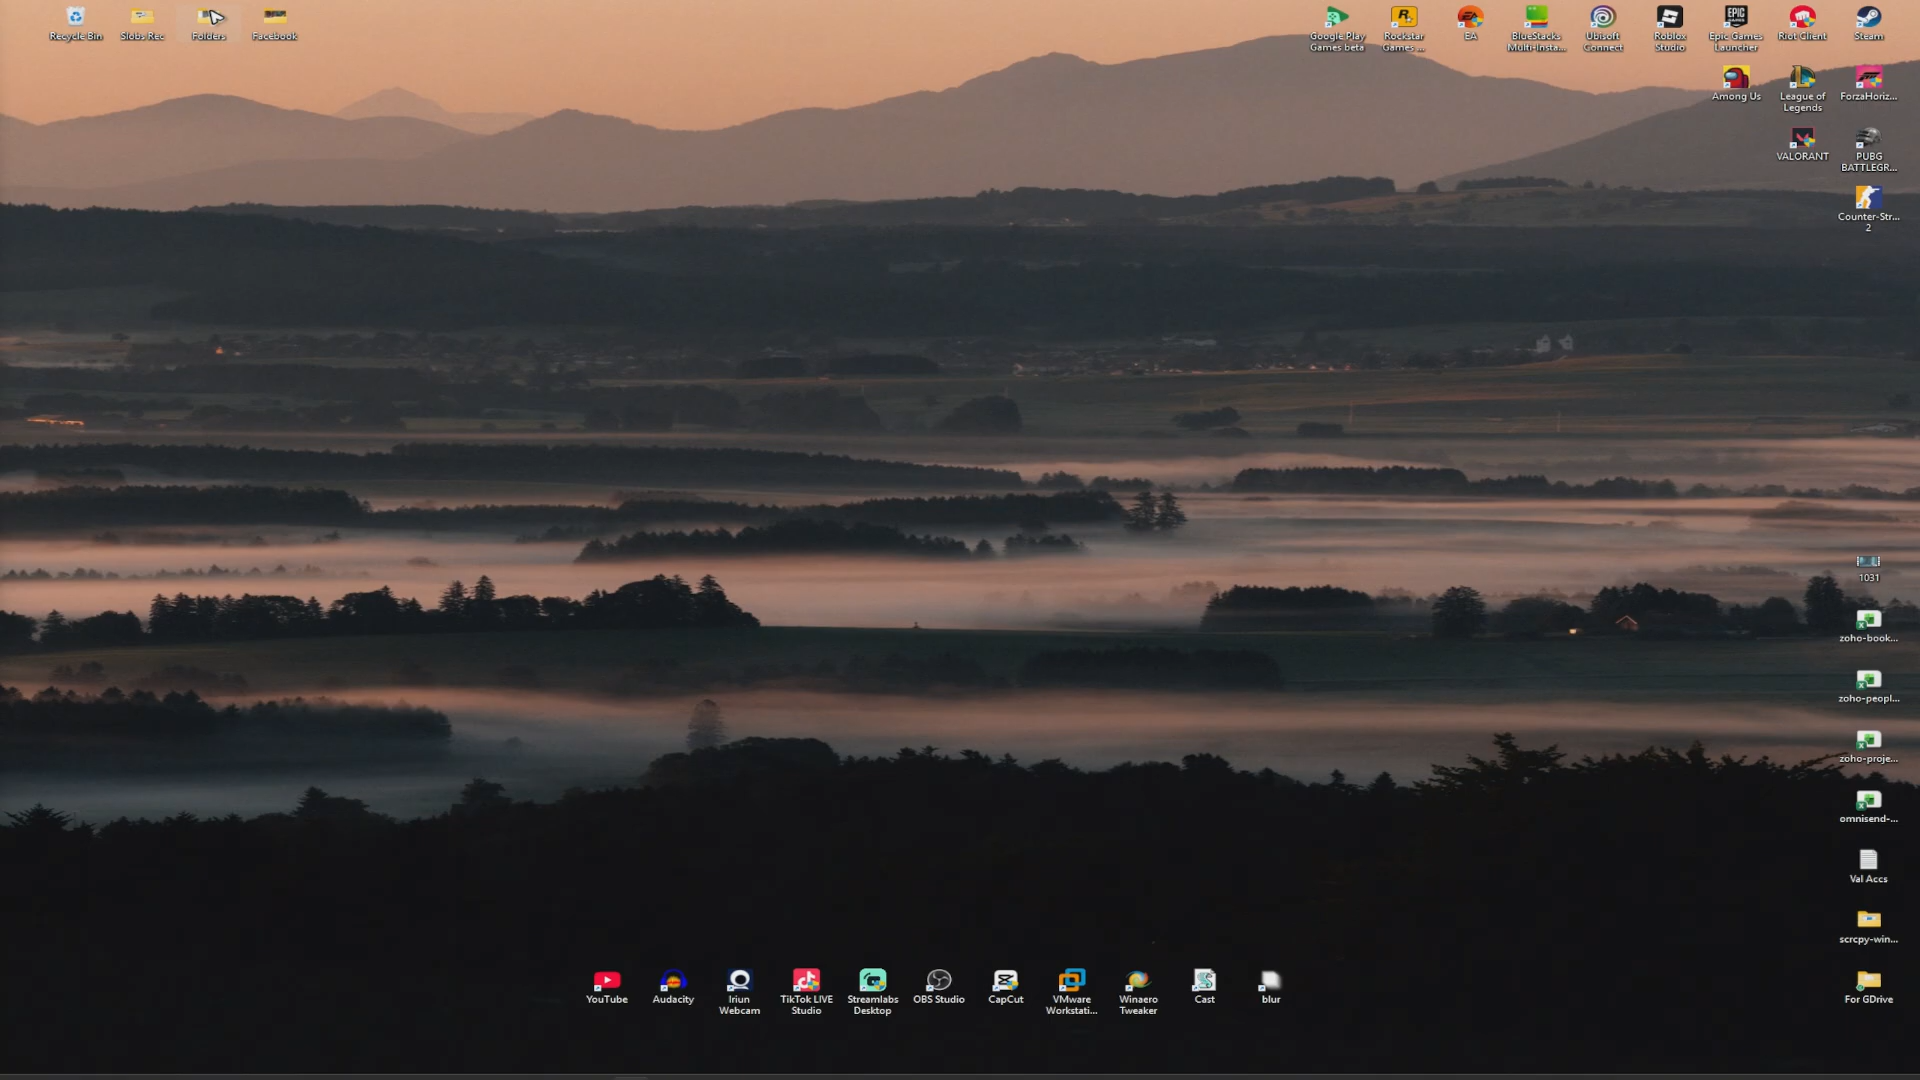 Recycle Bin
Slobs Rec
Folders
Facebook
Google Play
Games beta
Rockstar
Games ...
EA
BlueStacks
Multi-Insta...
Ubisoft
Connect
Roblox
Studio
Epic Games
Launcher
Riot Client
Steam
Among Us
League of
Legends
ForzaHoriz...
VALORANT
PUBG
BATTLEGR...
Counter-Str...
2
1031
zoho-book...
zoho-peopl...
zoho-proje...
omnisend-...
Val Accs
scrcpy-win...
For GDrive
YouTube
Audacity
Iriun
Webcam
TikTok LIVE
Studio
Streamlabs
Desktop
OBS Studio
CapCut
VMware
Workstati...
Winaero
Tweaker
Cast
blur